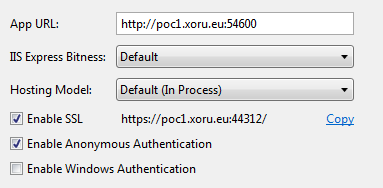 App URL: http://poc1.xoru.eu:54600
IIS Express Bitness: Default
Hosting Model: Default (In Process)
Enable SSL https://poc1.xoru.eu:44312/ Copy
Enable Anonymous Authentication
Enable Windows Authentication